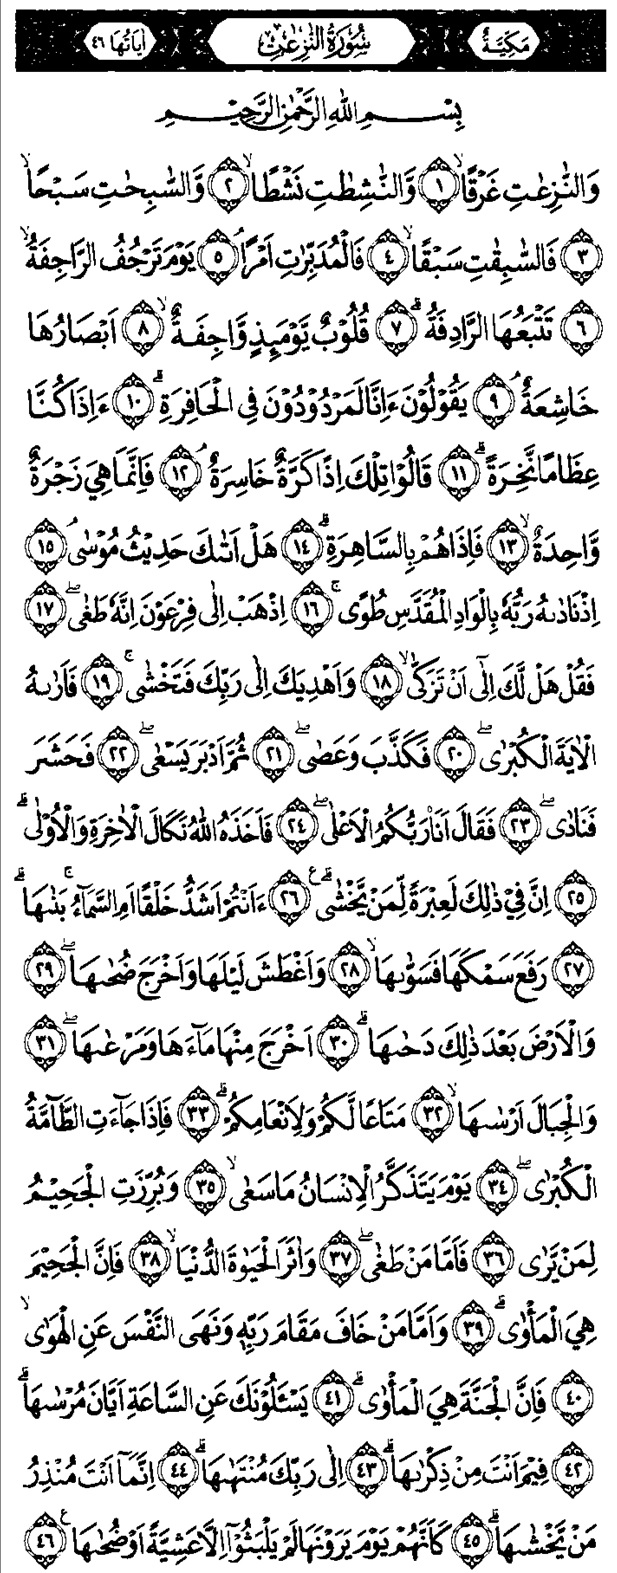 مَكِّيَّةٌ سُوْرَةُ النّٰزِعٰتِ اٰيَاتُهَا ٤٦
بِسْمِ اللهِ الرَّحْمٰنِ الرَّحِيْمِ
وَالنّٰزِعٰتِ غَرْقًاۙ ١ وَّالنّٰشِطٰتِ نَشْطًاۙ ٢ وَّالسّٰبِحٰتِ سَبْحًاۙ
٣ فَالسّٰبِقٰتِ سَبْقًاۙ ٤ فَالْمُدَبِّرٰتِ اَمْرًاۘ ٥ يَوْمَ تَرْجُفُ الرَّاجِفَةُۙ
٦ تَتْبَعُهَا الرَّادِفَةُۗ ٧ قُلُوْبٌ يَّوْمَىِٕذٍ وَّاجِفَةٌۙ ٨ اَبْصَارُهَا
خَاشِعَةٌۘ ٩ يَقُوْلُوْنَ ءَاِنَّا لَمَرْدُوْدُوْنَ فِى الْحَافِرَةِۗ ١٠ ءَاِذَا كُنَّا
عِظَامًا نَّخِرَةًۗ ١١ قَالُوْا تِلْكَ اِذًا كَرَّةٌ خَاسِرَةٌۘ ١٢ فَاِنَّمَا هِيَ زَجْرَةٌ
وَّاحِدَةٌۙ ١٣ فَاِذَا هُمْ بِالسَّاهِرَةِۗ ١٤ هَلْ اَتٰىكَ حَدِيْثُ مُوْسٰىۘ ١٥
اِذْ نَادٰىهُ رَبُّهٗ بِالْوَادِ الْمُقَدَّسِ طُوًىۚ ١٦ اِذْهَبْ اِلٰى فِرْعَوْنَ اِنَّهٗ طَغٰىۖ ١٧
فَقُلْ هَلْ لَّكَ اِلٰٓى اَنْ تَزَكّٰىۙ ١٨ وَاَهْدِيَكَ اِلٰى رَبِّكَ فَتَخْشٰىۚ ١٩ فَاَرٰىهُ
الْاٰيَةَ الْكُبْرٰىۖ ٢٠ فَكَذَّبَ وَعَصٰىۖ ٢١ ثُمَّ اَدْبَرَ يَسْعٰىۖ ٢٢ فَحَشَرَ
فَنَادٰىۖ ٢٣ فَقَالَ اَنَا رَبُّكُمُ الْاَعْلٰىۖ ٢٤ فَاَخَذَهُ اللهُ نَكَالَ الْاٰخِرَةِ وَالْاُوْلٰىۗ
٢٥ اِنَّ فِيْ ذٰلِكَ لَعِبْرَةً لِّمَنْ يَّخْشٰىۗ ع ٢٦ ءَاَنْتُمْ اَشَدُّ خَلْقًا اَمِ السَّمَاۤءُۚ بَنٰىهَاۗ
٢٧ رَفَعَ سَمْكَهَا فَسَوّٰىهَاۙ ٢٨ وَاَغْطَشَ لَيْلَهَا وَاَخْرَجَ ضُحٰىهَاۖ ٢٩
وَالْاَرْضَ بَعْدَ ذٰلِكَ دَحٰىهَاۗ ٣٠ اَخْرَجَ مِنْهَا مَاۤءَهَا وَمَرْعٰىهَاۖ ٣١
وَالْجِبَالَ اَرْسٰىهَاۙ ٣٢ مَتَاعًا لَّكُمْ وَلِاَنْعَامِكُمْۗ ٣٣ فَاِذَا جَاۤءَتِ الطَّاۤمَّةُ
الْكُبْرٰىۖ ٣٤ يَوْمَ يَتَذَكَّرُ الْاِنْسَانُ مَا سَعٰىۙ ٣٥ وَبُرِّزَتِ الْجَحِيْمُ
لِمَنْ يَّرٰى ٣٦ فَاَمَّا مَنْ طَغٰىۖ ٣٧ وَاٰثَرَ الْحَيٰوةَ الدُّنْيَاۙ ٣٨ فَاِنَّ الْجَحِيْمَ
هِيَ الْمَأْوٰىۗ ٣٩ وَاَمَّا مَنْ خَافَ مَقَامَ رَبِّهٖ وَنَهَى النَّفْسَ عَنِ الْهَوٰىۙ
٤٠ فَاِنَّ الْجَنَّةَ هِيَ الْمَأْوٰىۗ ٤١ يَسْـَٔلُوْنَكَ عَنِ السَّاعَةِ اَيَّانَ مُرْسٰىهَاۗ
٤٢ فِيْمَ اَنْتَ مِنْ ذِكْرٰىهَاۗ ٤٣ اِلٰى رَبِّكَ مُنْتَهٰىهَاۗ ٤٤ اِنَّمَآ اَنْتَ مُنْذِرُ
مَنْ يَّخْشٰىهَاۗ ٤٥ كَاَنَّهُمْ يَوْمَ يَرَوْنَهَا لَمْ يَلْبَثُوْٓا اِلَّا عَشِيَّةً اَوْ ضُحٰىهَا ع ٤٦